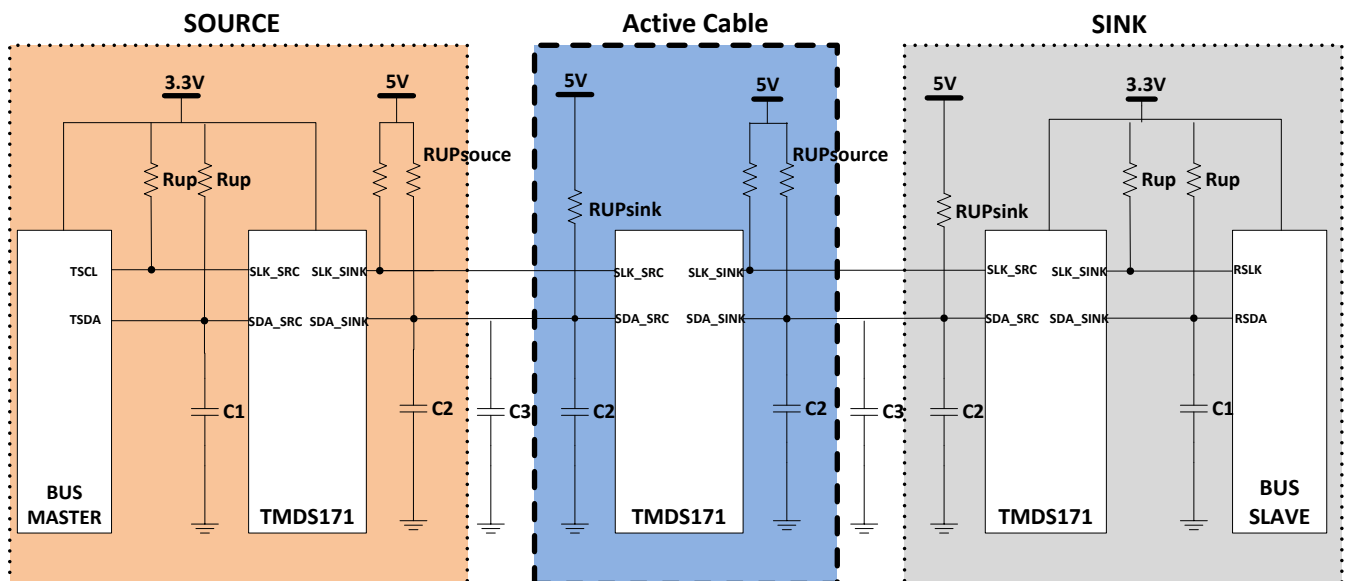 SOURCE
Active Cable
SINK
3.3V
5V
5V
5V
5V
3.3V
RUPsouce
RUPsource
Rup
Rup
RUPsink
RUPsink
Rup
Rup
TSCL
SLK_SRC
SLK_SINK
SLK_SRC
SLK_SINK
SLK_SRC
SLK_SINK
RSLK
TSDA
SDA_SRC
SDA_SINK
SDA_SRC
SDA_SINK
SDA_SRC
SDA_SINK
RSDA
C1
C2
C3
C2
C2
C3
C2
C1
BUS
MASTER
TMDS171
TMDS171
TMDS171
BUS
SLAVE